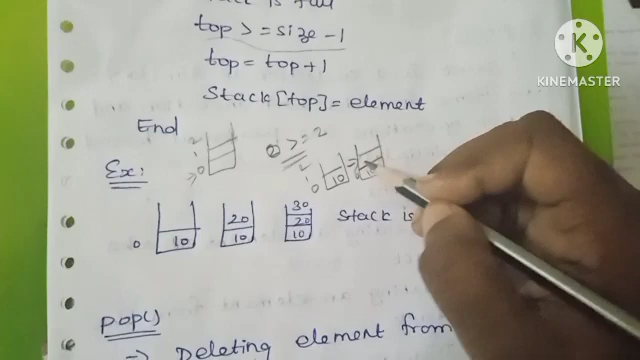 top >= size-1
top = top+1
Stack[top] = element
End
Ex:
2
1
0
2 >= 2
1
0
10
10
0
10
20
10
30
20
10
Stack is
pop()
⇒ Deleting element from
K
KINEMASTER